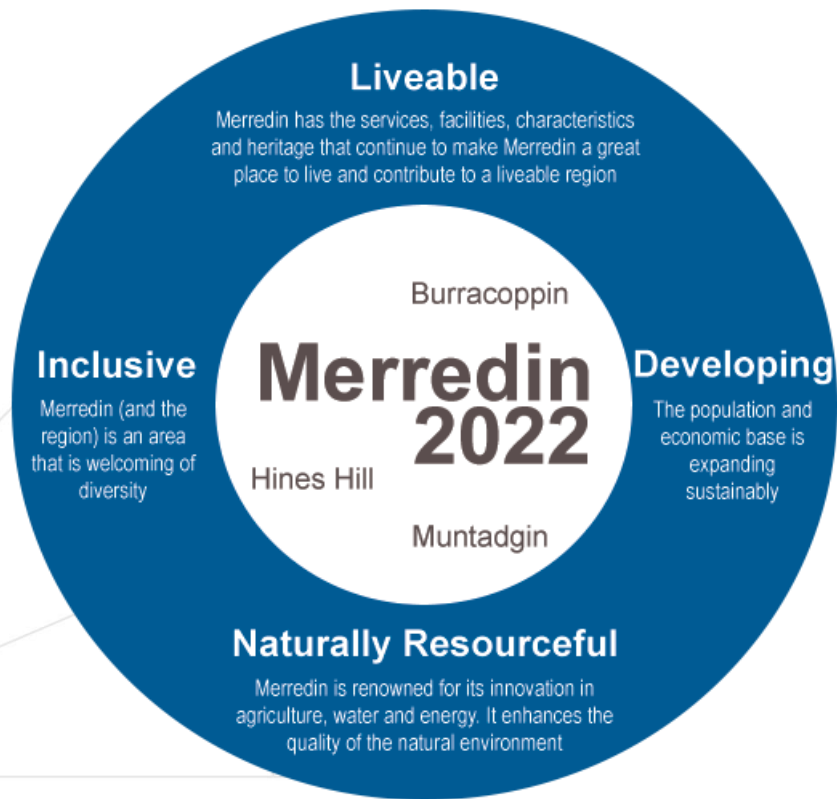 Liveable
Merredin has the services, facilities, characteristics
and heritage that continue to make Merredin a great
place to live and contribute to a liveable region
Burracoppin
Merredin
2022
Hines Hill
Muntadgin
Inclusive
Merredin (and the
region) is an area
that is welcoming of
diversity
Developing
The population and
economic base is
expanding
sustainably
Naturally Resourceful
Merredin is renowned for its innovation in
agriculture, water and energy. It enhances the
quality of the natural environment